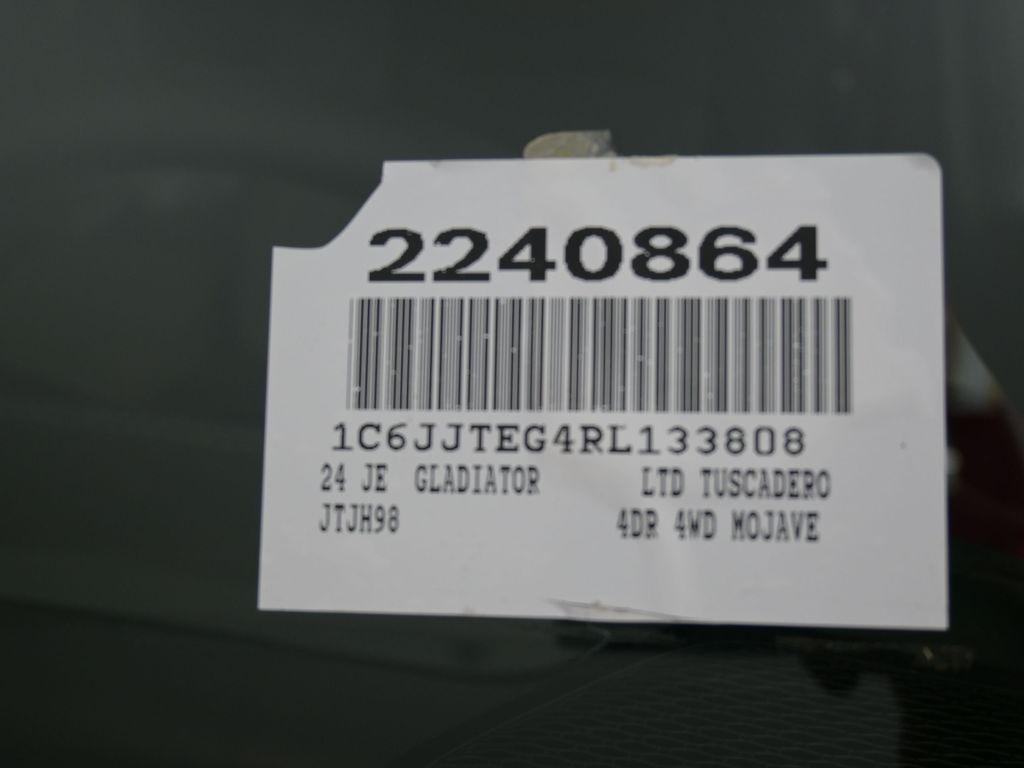 2240864
1C6JJTEG4RL133808
24 JE GLADIATOR LTD TUSCADERO
JTJH98 4DR 4WD MOJAVE